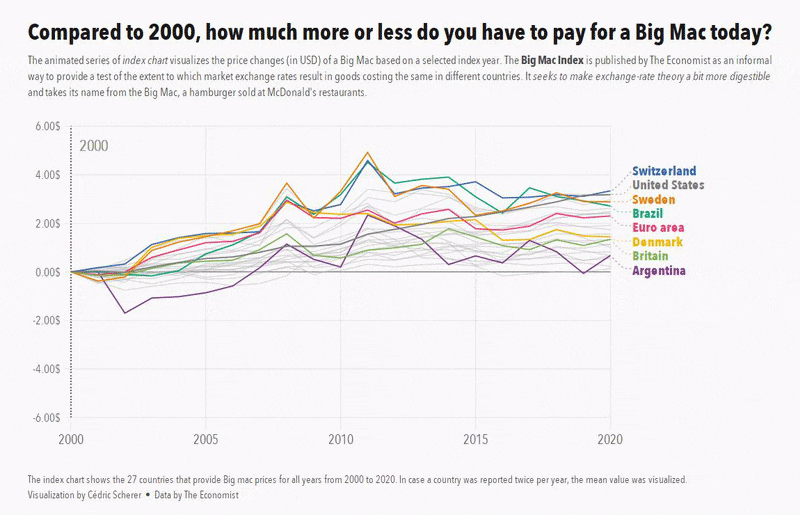 Compared to 2000, how much more or less do you have to pay for a Big Mac today?
The animated series of index chart visualizes the price changes (in USD) of a Big Mac based on a selected index year. The Big Mac Index is published by The Economist as an informal
way to provide a test of the extent to which market exchange rates result in goods costing the same in different countries. It seeks to make exchange-rate theory a bit more digestible
and takes its name from the Big Mac, a hamburger sold at McDonald's restaurants.
6.00$
2000
4.00$
Switzerland
United States
Sweden
Brazil
2.00$
Euro area
Denmark
Britain
0.00$
Argentina
-2.00$
-4.00$
-6.00$
2000 2005 2010 2015 2020
The index chart shows the 27 countries that provide Big mac prices for all years from 2000 to 2020. In case a country was reported twice per year, the mean value was visualized.
Visualization by Cédric Scherer • Data by The Economist